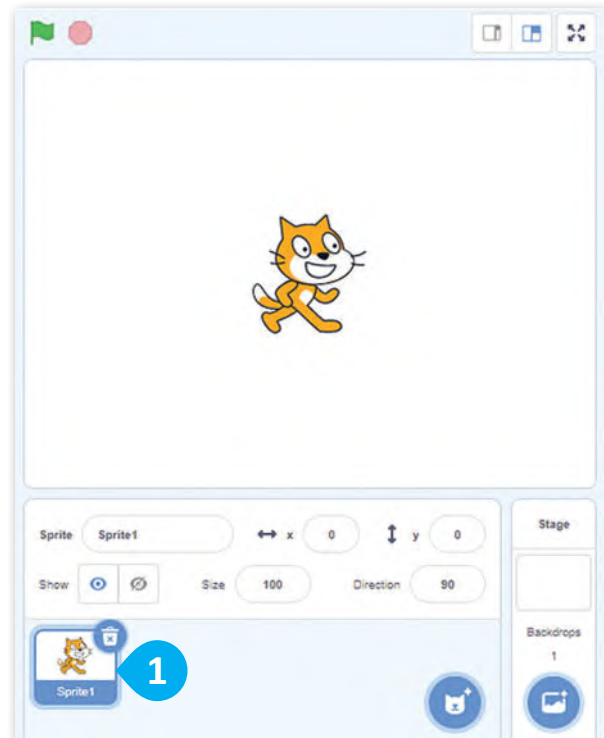 Sprite Sprite1 x 0 y 0
Show Size 100 Direction 90
Stage
Backdrops
1
Sprite1
1